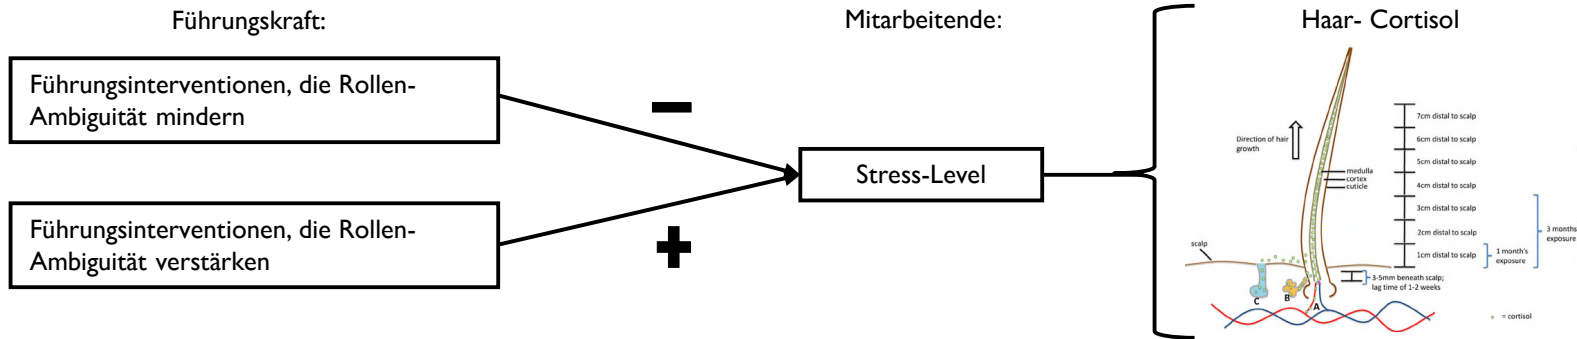 Führungskraft:
Mitarbeitende:
Haar- Cortisol
Führungsinterventionen, die Rollen-
Ambiguität mindern
−
Führungsinterventionen, die Rollen-
Ambiguität verstärken
+
Stress-Level
Direction of hair
growth
medulla
cortex
cuticle
scalp
C
B
A
7cm distal to scalp
6cm distal to scalp
5cm distal to scalp
4cm distal to scalp
3cm distal to scalp
2cm distal to scalp
1cm distal to scalp
1 month's
exposure
3 months
exposure
3-5mm beneath scalp;
lag time of 1-2 weeks
= cortisol